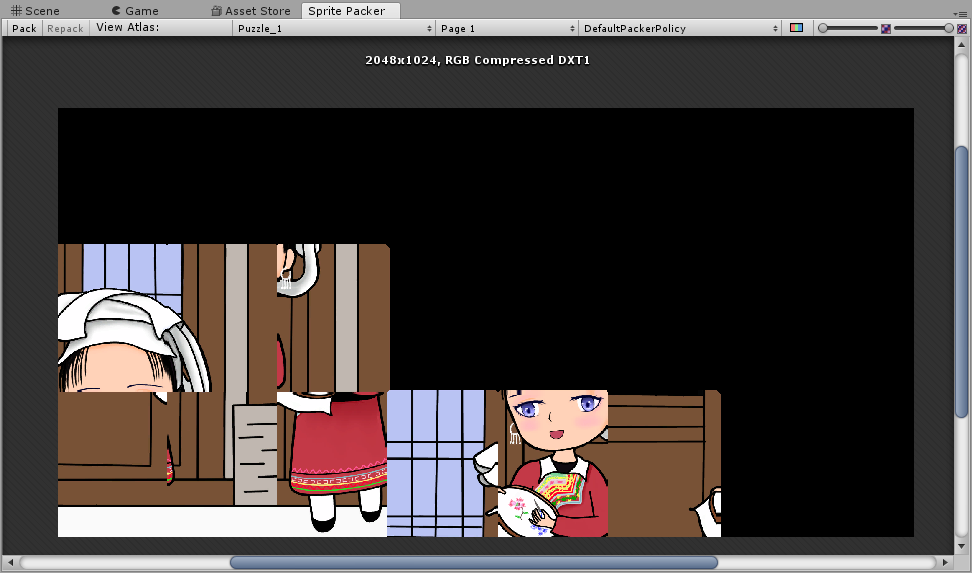 Scene Game Asset Store Sprite Packer
Pack Repack View Atlas: Puzzle_1 Page 1 DefaultPackerPolicy
2048x1024, RGB Compressed DXT1